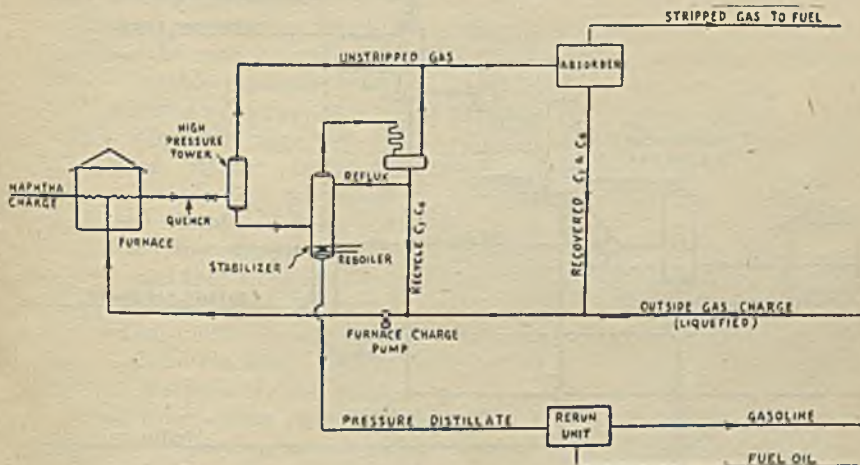 STRIPPED GAS TO FUEL
UNSTRIPPED GAS
ABSORBER
HIGH
PRESSURE
TOWER
REFLUX
NAPHTHA
CHARGE
QUENCH
FURNACE
STABILIZER
REBOILER
RECYCLE C3-C4
RECOVERED C3 & C4
OUTSIDE GAS CHARGE
(LIQUEFIED)
FURNACE CHARGE
PUMP
PRESSURE DISTILLATE
RERUN
UNIT
GASOLINE
FUEL OIL